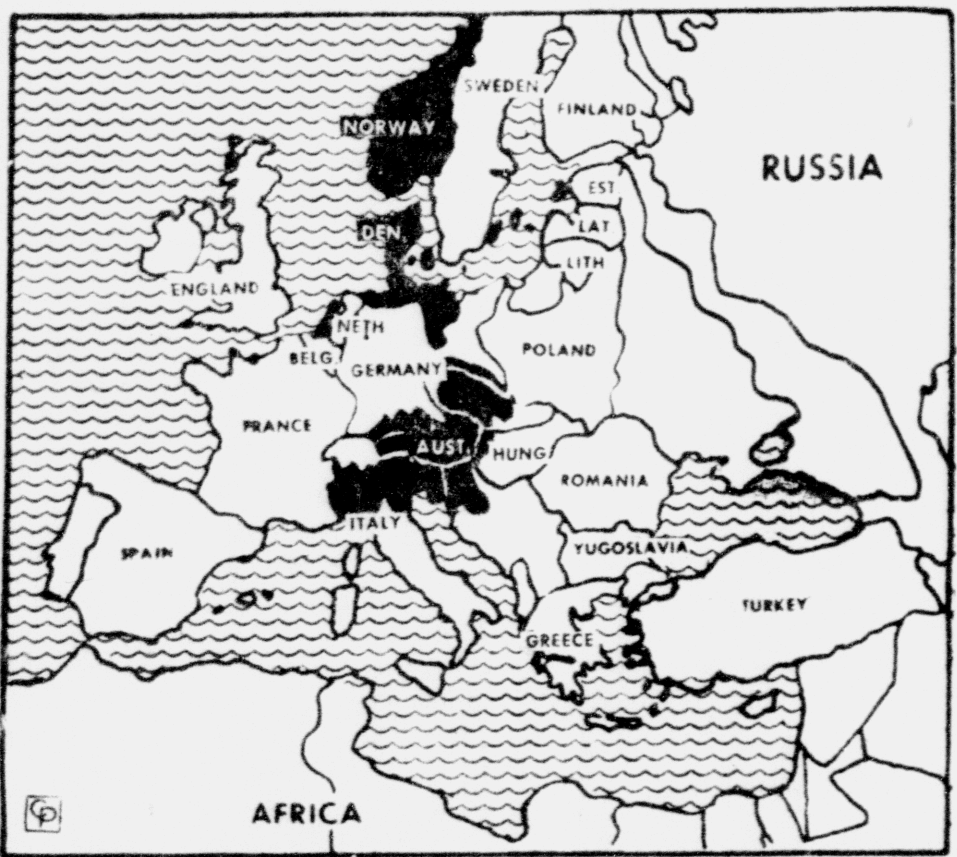 SWEDEN
FINLAND
NORWAY
RUSSIA
EST.
DEN.
LAT.
LITH
ENGLAND
NETH
BELG.
POLAND
GERMANY
FRANCE
AUST.
HUNG
ROMANIA
ITALY
SPAIN
YUGOSLAVIA
TURKEY
GREECE
AFRICA
CP